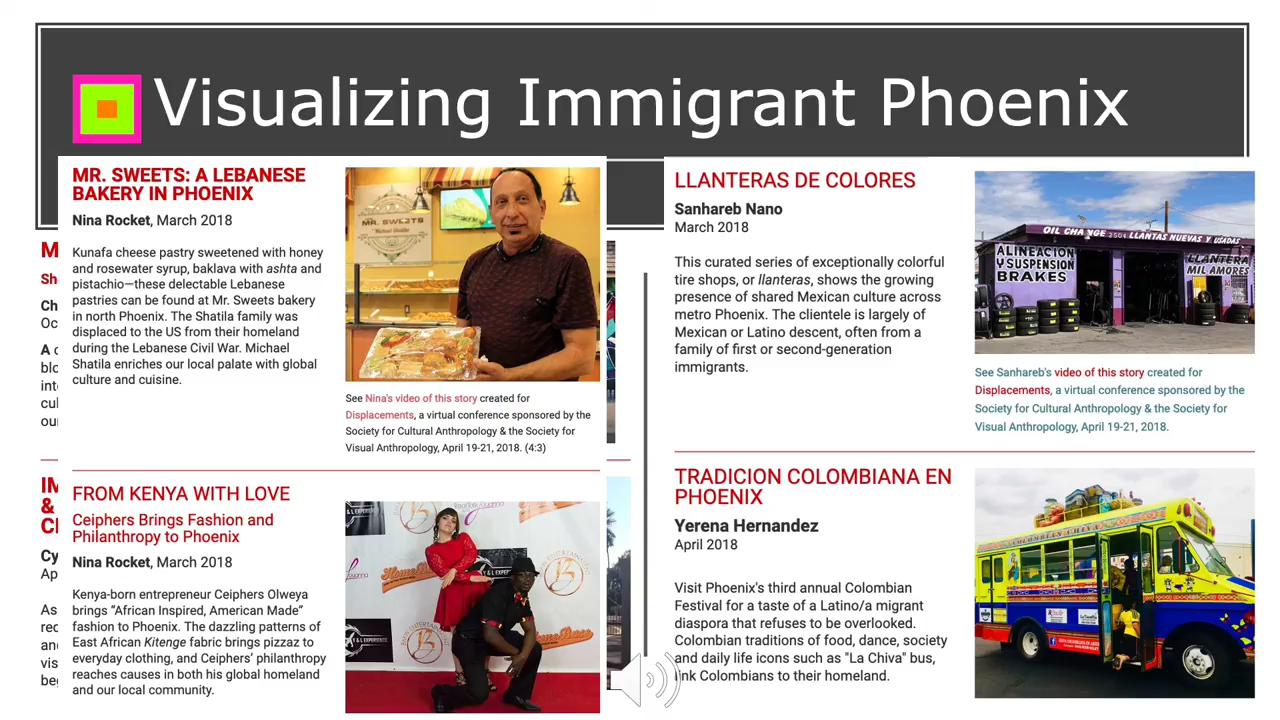 Visualizing Immigrant Phoenix
MR. SWEETS: A LEBANESE
BAKERY IN PHOENIX
Nina Rocket, March 2018
Kunafa cheese pastry sweetened with honey
and rosewater syrup, baklava with ashta and
pistachio—these delectable Lebanese
pastries can be found at Mr. Sweets bakery
in north Phoenix. The Shatila family was
displaced to the US from their homeland
during the Lebanese Civil War. Michael
Shatila enriches our local palate with global
culture and cuisine.
MR. SWEETS
See Nina's video of this story created for
Displacements, a virtual conference sponsored by the
Society for Cultural Anthropology & the Society for
Visual Anthropology, April 19-21, 2018. (4:3)
FROM KENYA WITH LOVE
Ceiphers Brings Fashion and
Philanthropy to Phoenix
Nina Rocket, March 2018
Kenya-born entrepreneur Ceiphers Olweya
brings “African Inspired, American Made”
fashion to Phoenix. The dazzling patterns of
East African Kitenge fabric brings pizzaz to
everyday clothing, and Ceiphers’ philanthropy
reaches causes in both his global homeland
and our local community.
LLANTERAS DE COLORES
Sanhareb Nano
March 2018
This curated series of exceptionally colorful
tire shops, or llanteras, shows the growing
presence of shared Mexican culture across
metro Phoenix. The clientele is largely of
Mexican or Latino descent, often from a
family of first or second-generation
immigrants.
OIL CHANGE 2504 LLANTAS NUEVAS Y USADAS
ALINEACION
Y SUSPENSION
BRAKES
LLANTERA
MIL AMORES
See Sanhareb's video of this story created for
Displacements, a virtual conference sponsored by the
Society for Cultural Anthropology & the Society for
Visual Anthropology, April 19-21, 2018.
TRADICION COLOMBIANA EN
PHOENIX
Yerena Hernandez
April 2018
Visit Phoenix's third annual Colombian
Festival for a taste of a Latino/a migrant
diaspora that refuses to be overlooked.
Colombian traditions of food, dance, society
and daily life icons such as "La Chiva" bus,
link Colombians to their homeland.